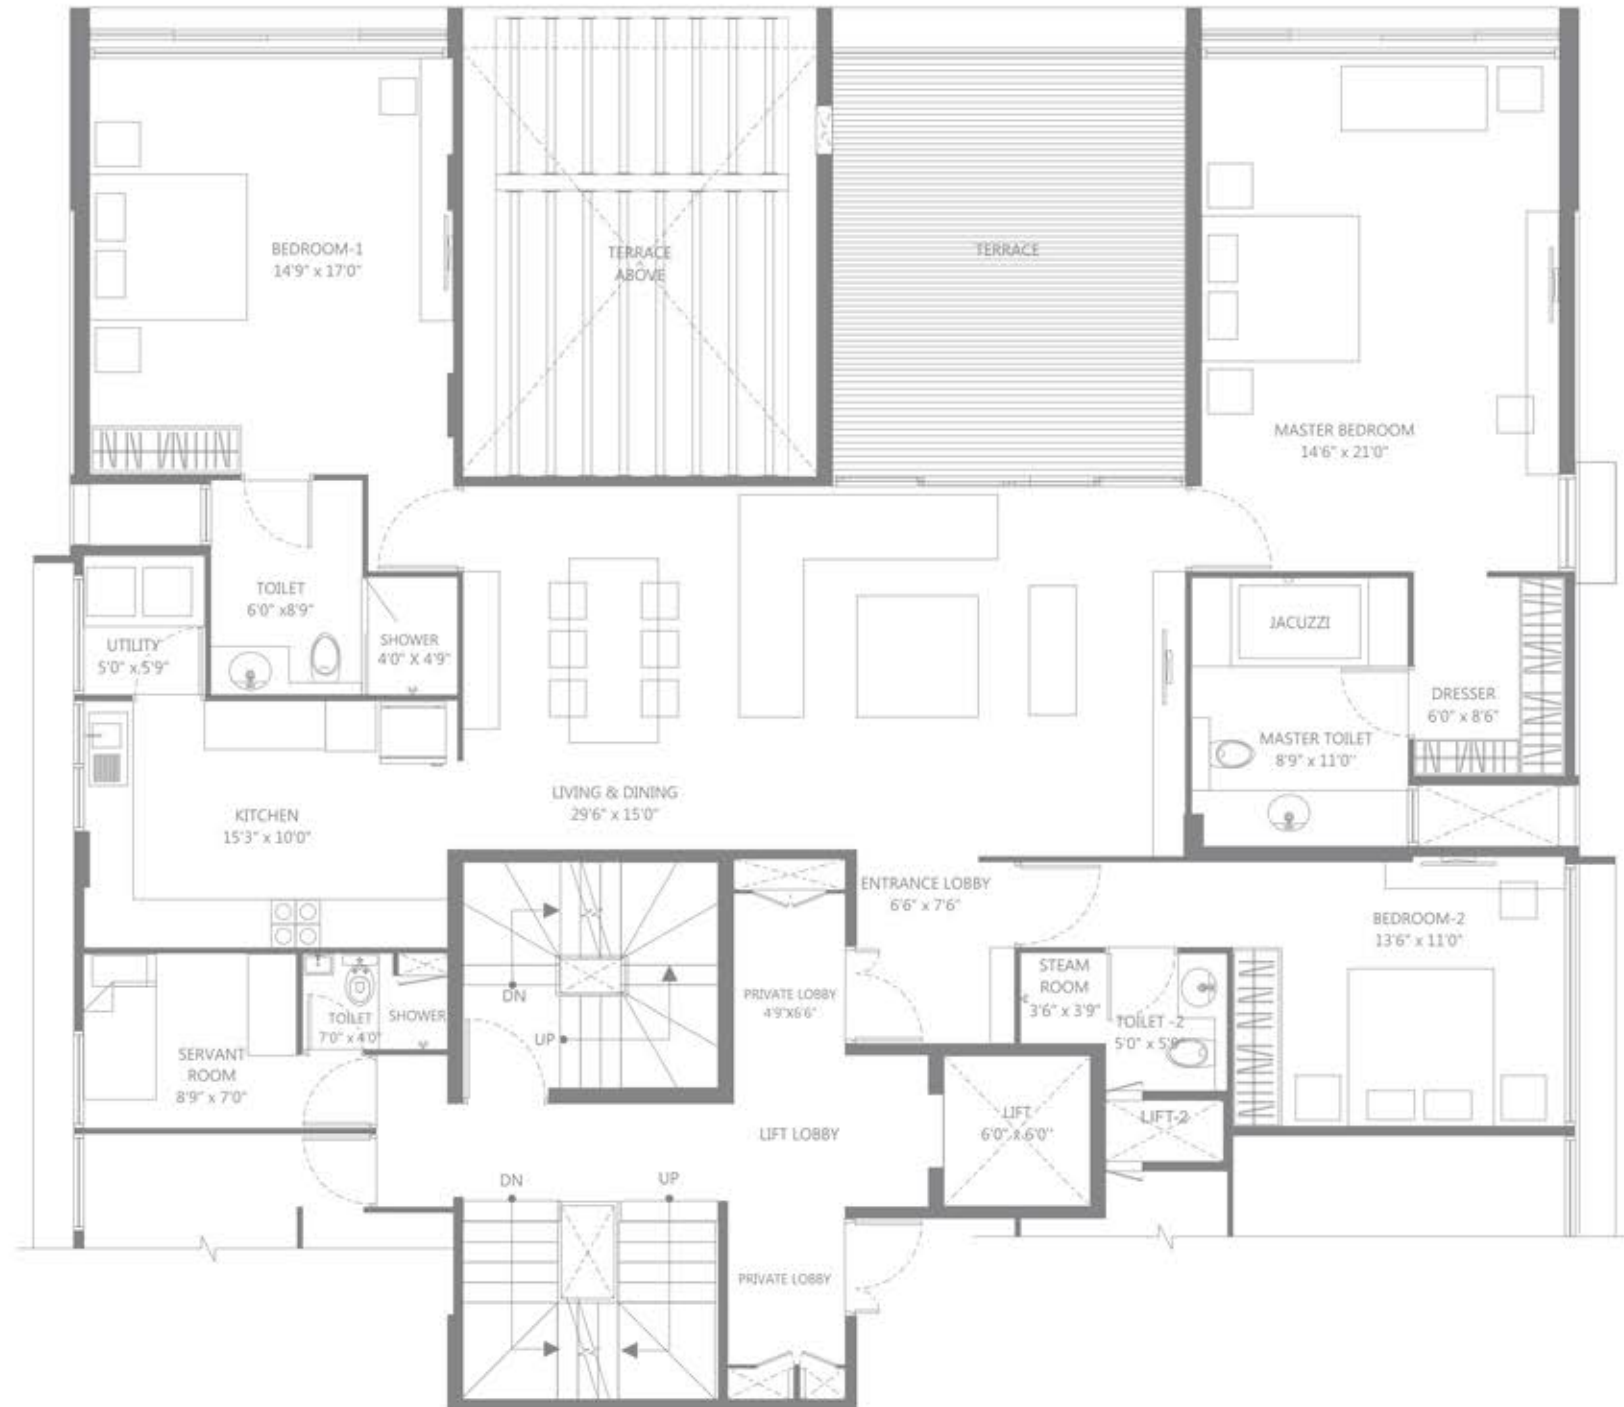 BEDROOM-1
14'9" x 17'0"
TERRACE
ABOVE
TERRACE
MASTER BEDROOM
14'6" x 21'0"
TOILET
6'0" x8'9"
SHOWER
4'0" X 4'9"
UTILITY
5'0" x 5'9"
JACUZZI
DRESSER
6'0" x 8'6"
MASTER TOILET
8'9" x 11'0"
LIVING & DINING
29'6" x 15'0"
KITCHEN
15'3" x 10'0"
ENTRANCE LOBBY
6'6" x 7'6"
BEDROOM-2
13'6" x 11'0"
STEAM
ROOM
3'6" x 3'9"
PRIVATE LOBBY
4'9"X6'6"
DN
UP
TOILET
7'0" x 4'0"
SHOWER
TOILET -2
5'0" x 5'9"
SERVANT
ROOM
8'9" x 7'0"
LIFT
6'0" x 6'0"
LIFT-2
LIFT LOBBY
DN
UP
PRIVATE LOBBY